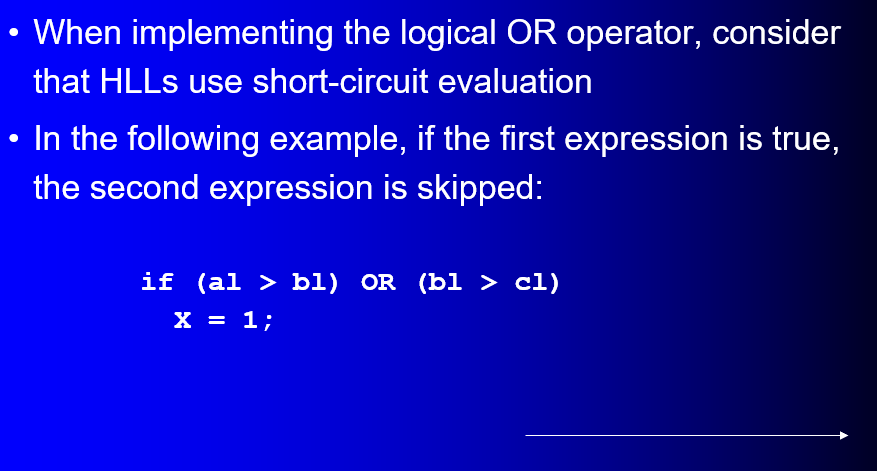 • When implementing the logical OR operator, consider
that HLLs use short-circuit evaluation
• In the following example, if the first expression is true,
the second expression is skipped:
if (al > bl) OR (bl > cl)
X = 1;